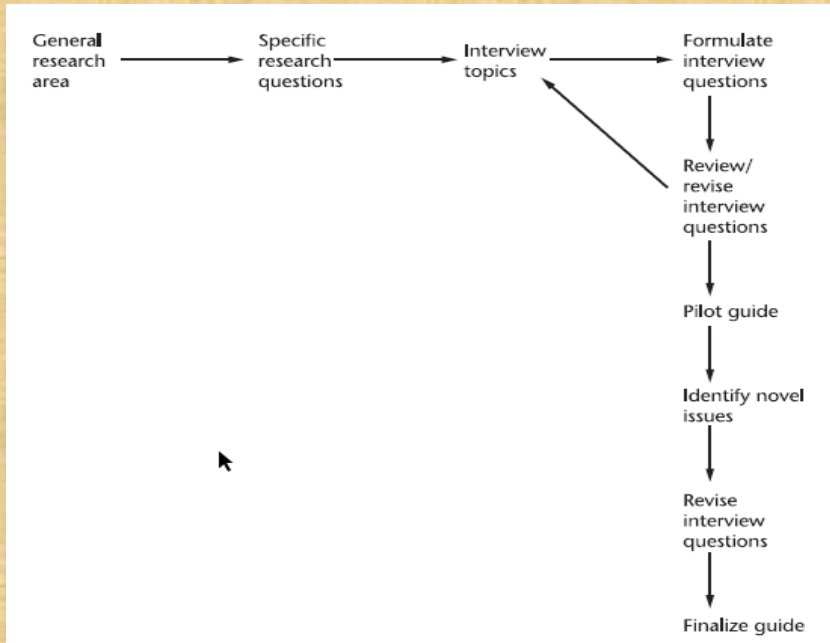 General
research
area
Specific
research
questions
Interview
topics
Formulate
interview
questions
Review/
revise
interview
questions
Pilot guide
Identify novel
issues
Revise
interview
questions
Finalize guide